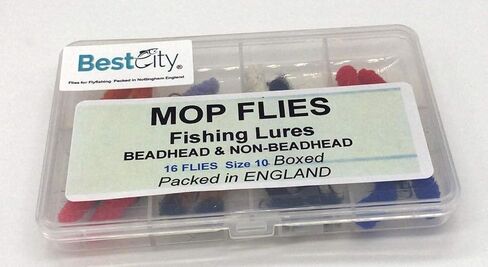 BestCity®
Flies for Flyfishing Packed in Nottingham England
MOP FLIES
Fishing Lures
BEADHEAD & NON-BEADHEAD
16 FLIES Size 10 Boxed
Packed in ENGLAND